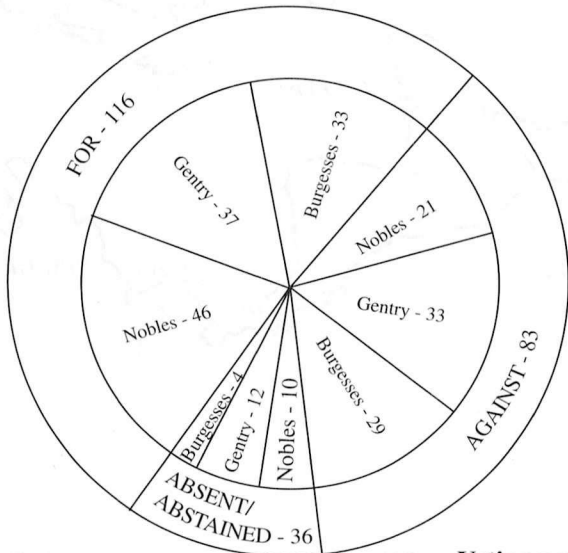 FOR - 116
Burgesses - 33
Gentry - 37
Nobles - 21
Nobles - 46
Gentry - 33
Burgesses - 29
AGAINST - 83
Burgesses - 4
Gentry - 12
Nobles - 10
ABSENT/
ABSTAINED - 36